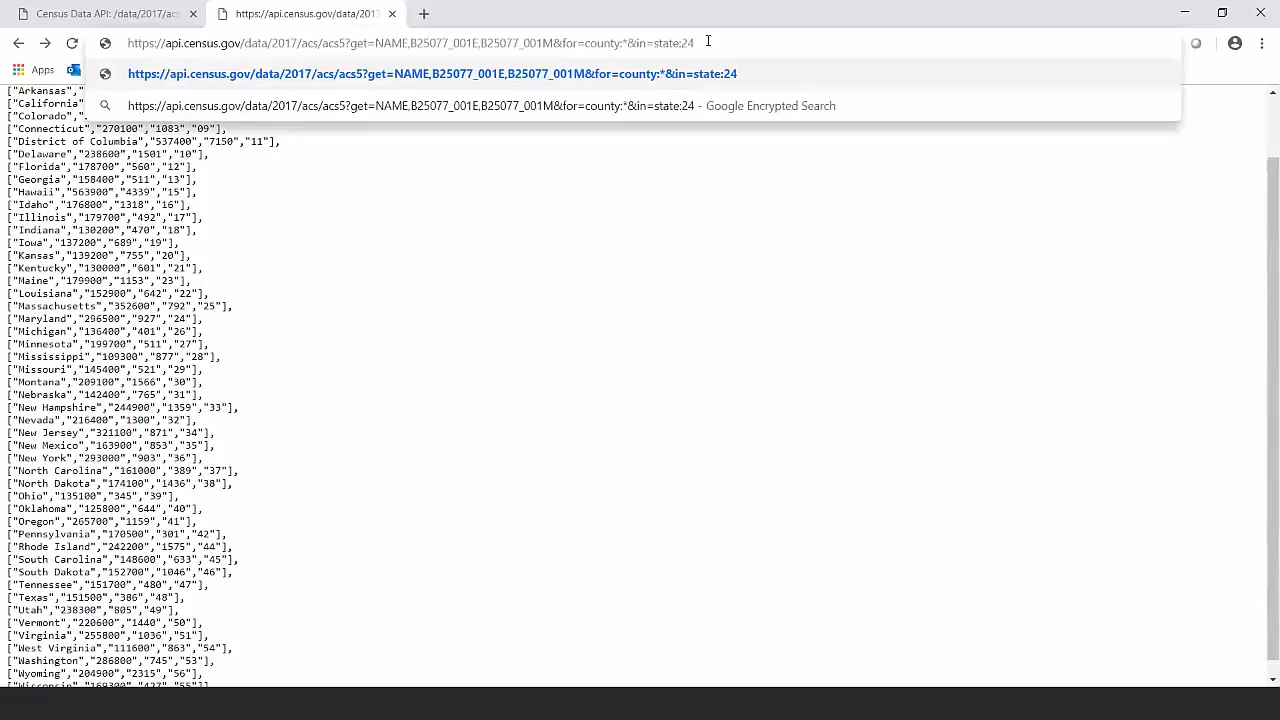 Census Data API: /data/2017/acs
https://api.census.gov/data/2017
https://api.census.gov/data/2017/acs/acs5?get=NAME,B25077_001E,B25077_001M&for=county:*&in=state:24
Apps
https://api.census.gov/data/2017/acs/acs5?get=NAME,B25077_001E,B25077_001M&for=county:*&in=state:24
https://api.census.gov/data/2017/acs/acs5?get=NAME,B25077_001E,B25077_001M&for=county:*&in=state:24 - Google Encrypted Search
["Arkansas"
["California"
["Colorado",
["Connecticut","270100","1083","09"],
["District of Columbia","537400","7150","11"],
["Delaware","238600","1501","10"],
["Florida","178700","560","12"],
["Georgia","158400","511","13"],
["Hawaii","563900","4339","15"],
["Idaho","176800","1318","16"],
["Illinois","179700","492","17"],
["Indiana","130200","470","18"],
["Iowa","137200","689","19"],
["Kansas","139200","755","20"],
["Kentucky","130000","601","21"],
["Maine","179900","1153","23"],
["Louisiana","152900","642","22"],
["Massachusetts","352600","792","25"],
["Maryland","296500","927","24"],
["Michigan","136400","401","26"],
["Minnesota","199700","511","27"],
["Mississippi","109300","877","28"],
["Missouri","145400","521","29"],
["Montana","209100","1566","30"],
["Nebraska","142400","765","31"],
["New Hampshire","244900","1359","33"],
["Nevada","216400","1300","32"],
["New Jersey","321100","871","34"],
["New Mexico","163900","853","35"],
["New York","293000","903","36"],
["North Carolina","161000","389","37"],
["North Dakota","174100","1436","38"],
["Ohio","135100","345","39"],
["Oklahoma","125800","644","40"],
["Oregon","265700","1159","41"],
["Pennsylvania","170500","301","42"],
["Rhode Island","242200","1575","44"],
["South Carolina","148600","633","45"],
["South Dakota","152700","1046","46"],
["Tennessee","151700","480","47"],
["Texas","151500","386","48"],
["Utah","238300","805","49"],
["Vermont","220600","1440","50"],
["Virginia","255800","1036","51"],
["West Virginia","111600","863","54"],
["Washington","286800","745","53"],
["Wyoming","204900","2315","56"],
["Wisconsin","169300","427","55"]]